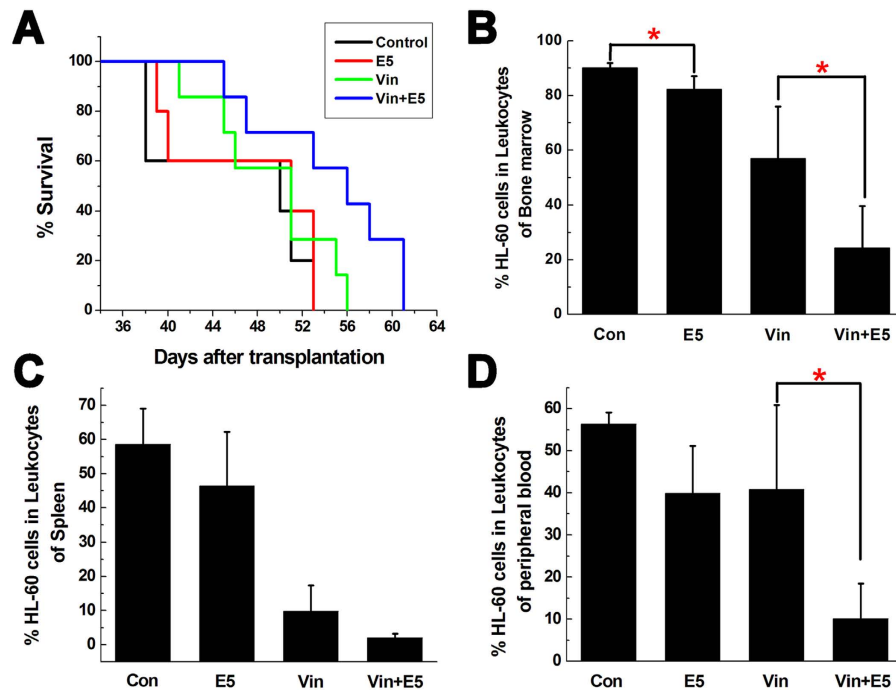 A
% Survival
100
80
60
40
20
0
36 40 44 48 52 56 60 64
Days after transplantation
Control
E5
Vin
Vin+E5
B
% HL-60 cells in Leukocytes
of Bone marrow
100
80
60
40
20
0
* *
Con E5 Vin Vin+E5
C
% HL-60 cells in Leukocytes
of Spleen
70
60
50
40
30
20
10
0
Con E5 Vin Vin+E5
D
% HL-60 cells in Leukocytes
of peripheral blood
60
50
40
30
20
10
0
*
Con E5 Vin Vin+E5